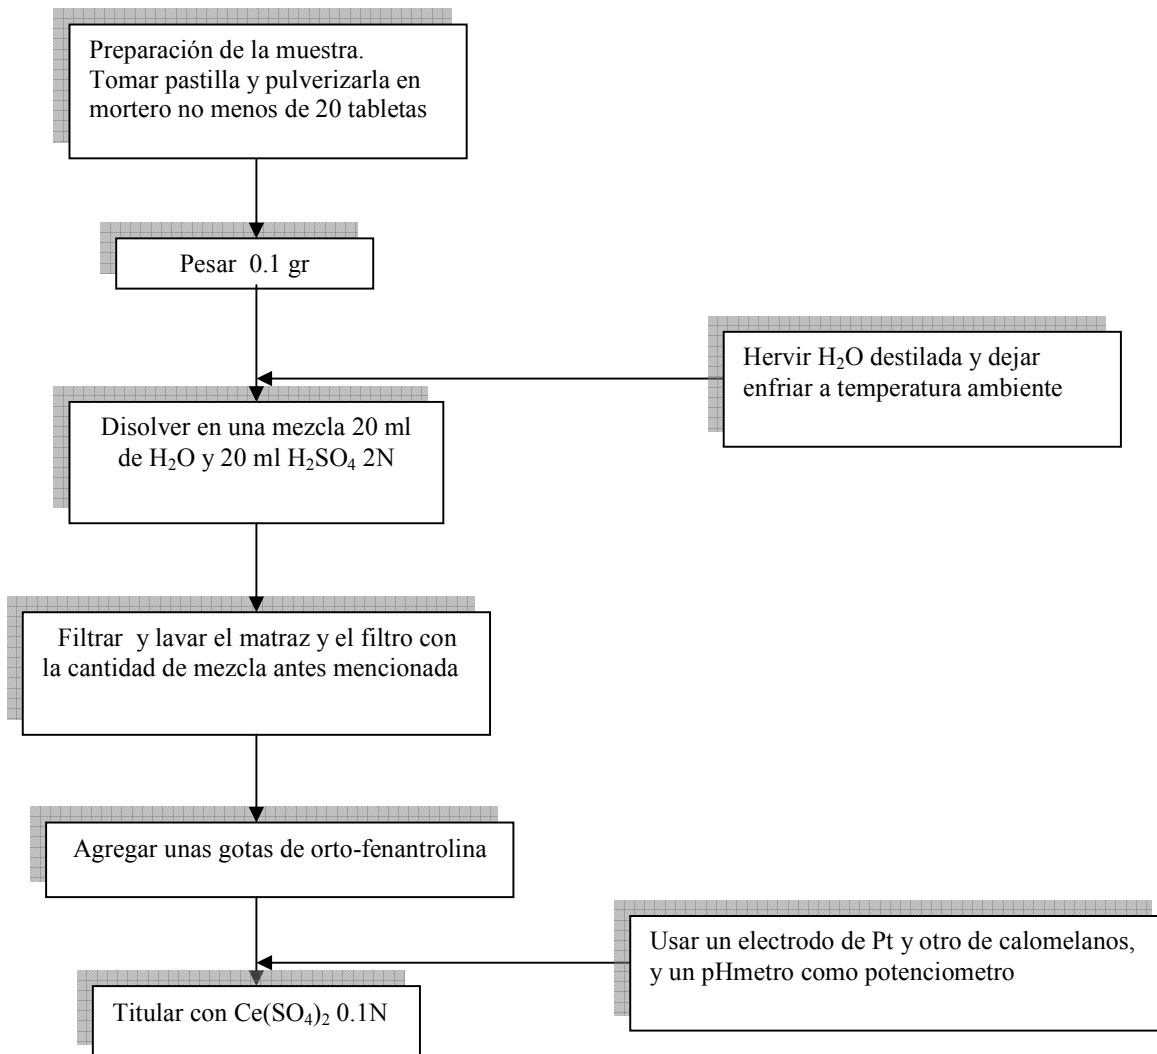 Preparación de la muestra.
Tomar pastilla y pulverizarla en
mortero no menos de 20 tabletas
Pesar 0.1 gr
Hervir H₂O destilada y dejar
enfriar a temperatura ambiente
Disolver en una mezcla 20 ml
de H₂O y 20 ml H₂SO₄ 2N
Filtrar y lavar el matraz y el filtro con
la cantidad de mezcla antes mencionada
Agregar unas gotas de orto-fenantrolina
Usar un electrodo de Pt y otro de calomelanos,
y un pHmetro como potenciometro
Titular con Ce(SO₄)₂ 0.1N